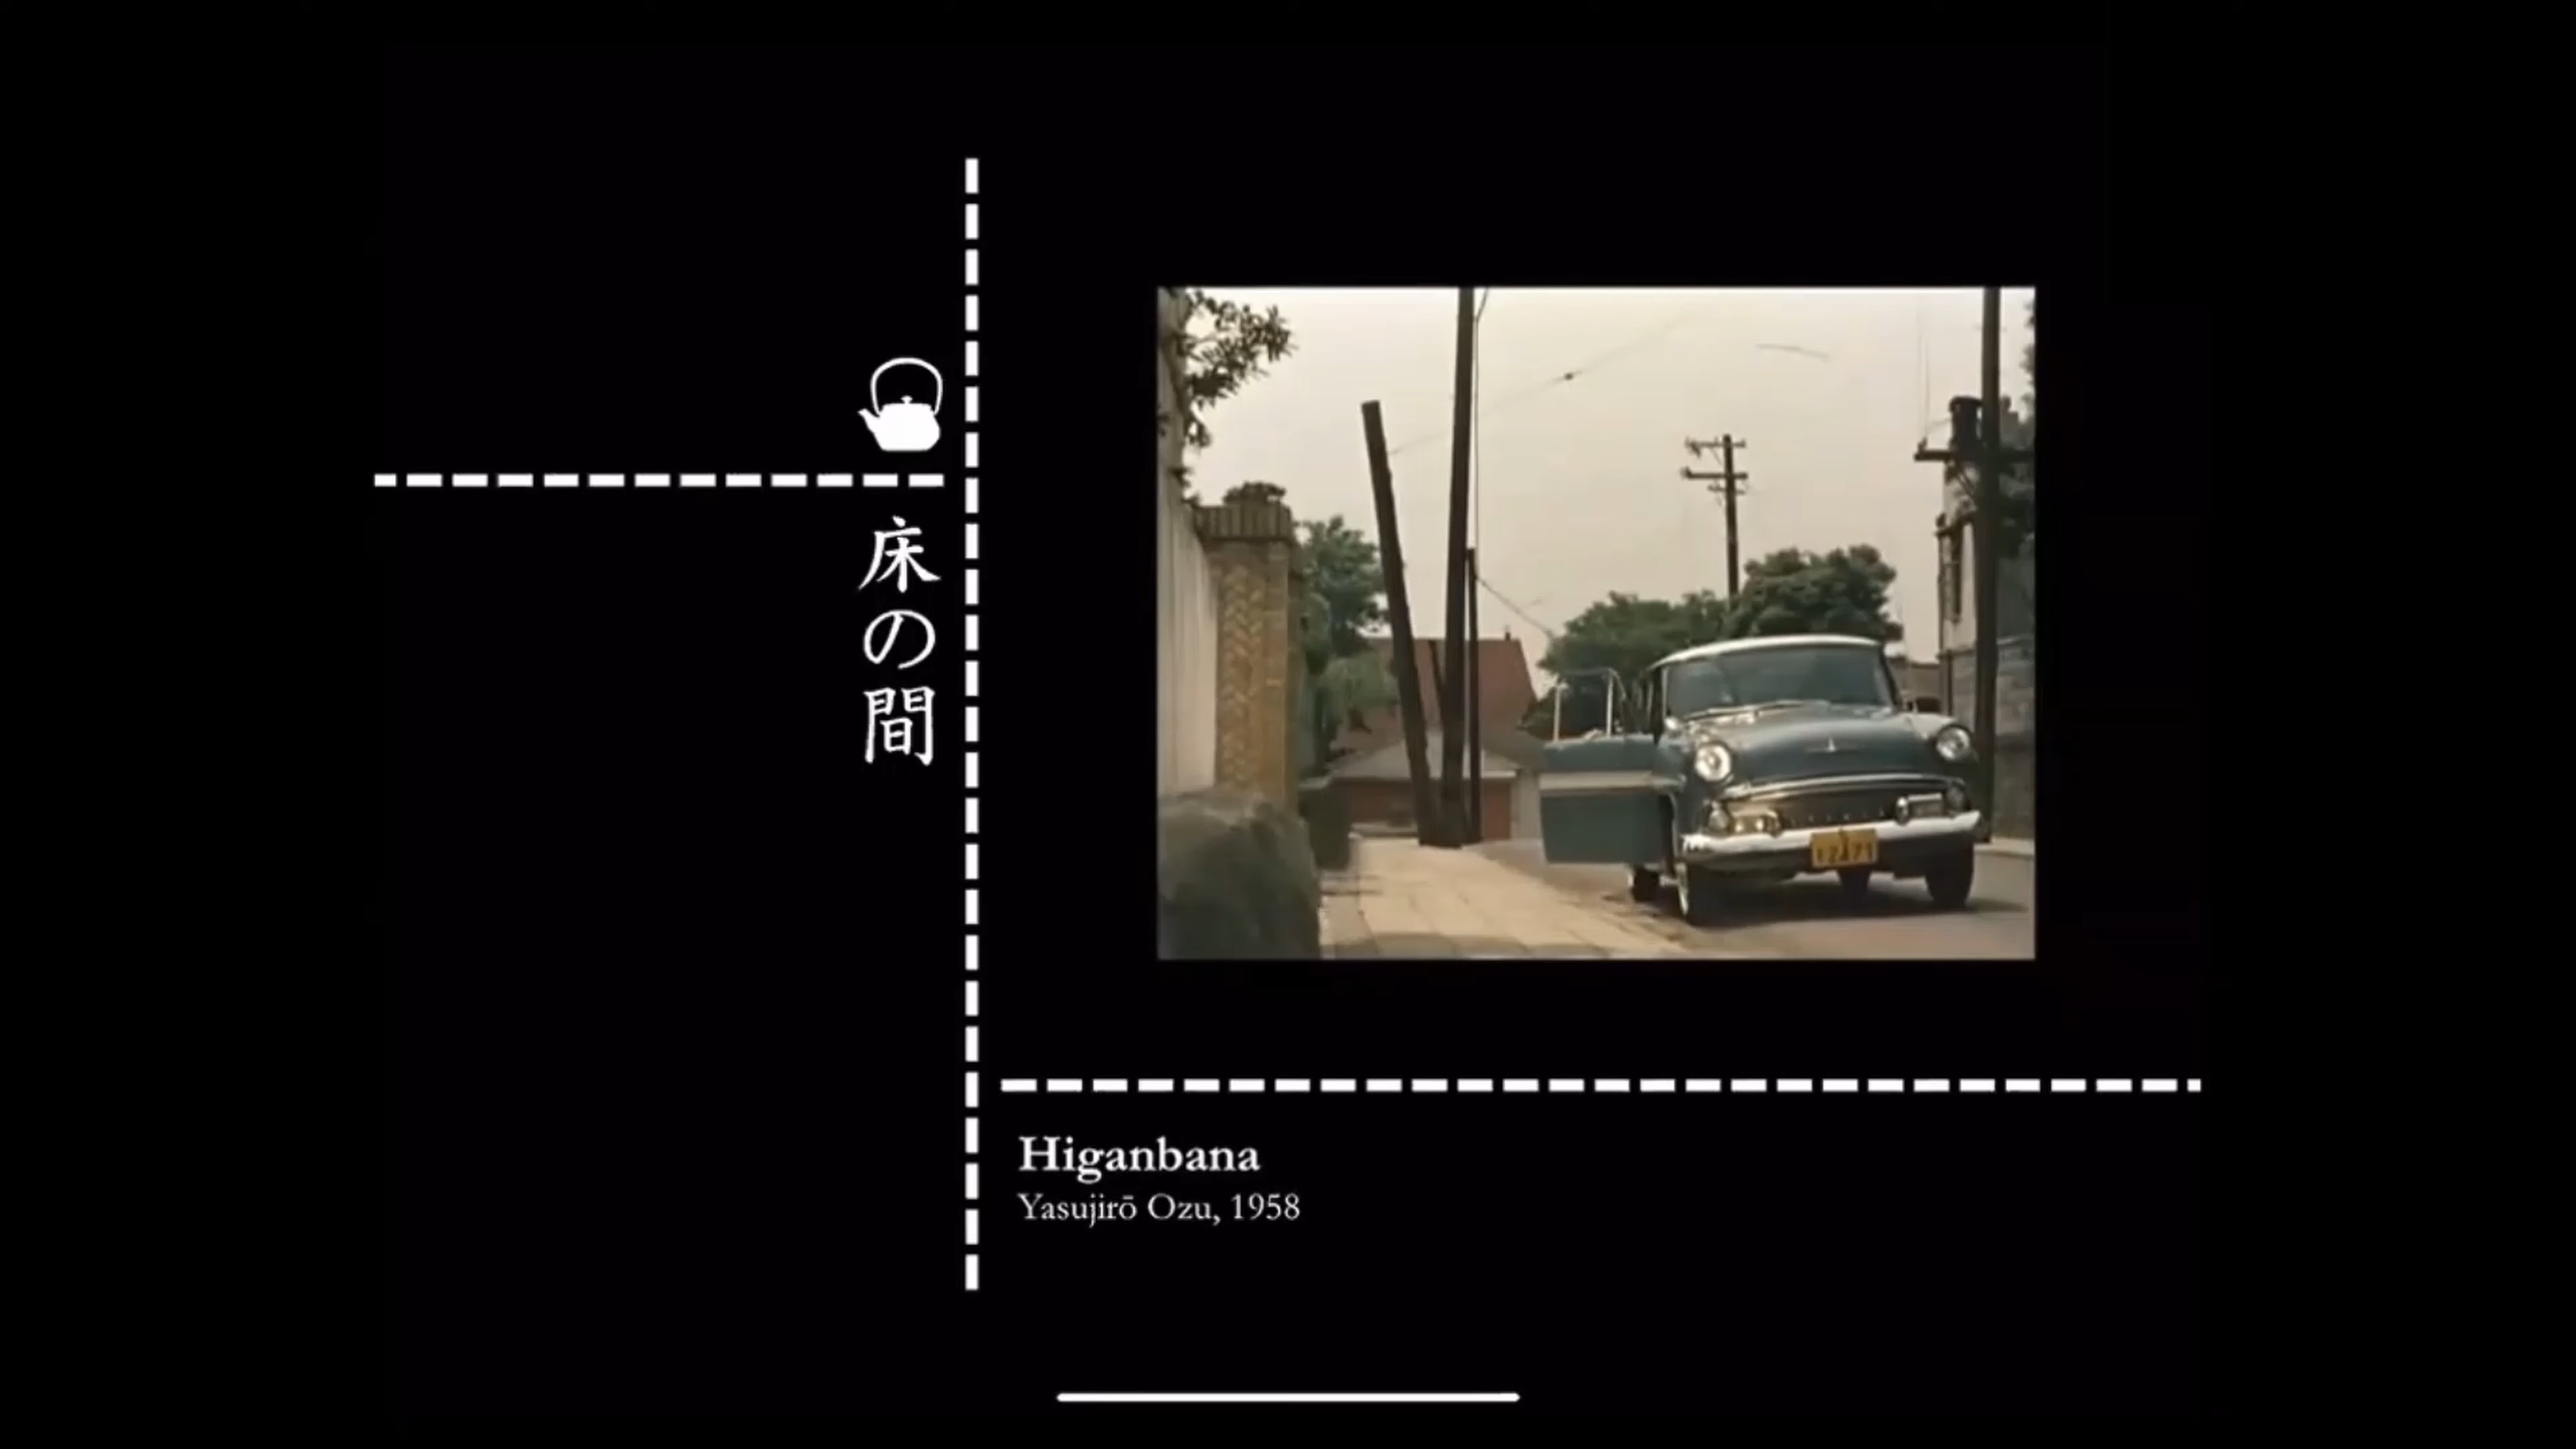 床の間
Higanbana
Yasujirō Ozu, 1958